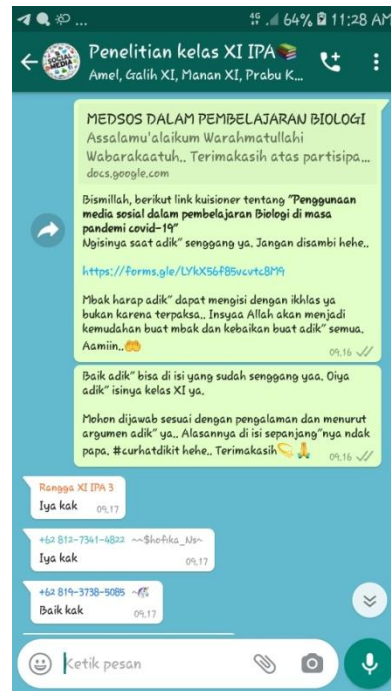 64% 11:28 AM
Penelitian kelas XI IPA
Amel, Galih XI, Manan XI, Prabu K...
MEDSOS DALAM PEMBELAJARAN BIOLOGI
Assalamu'alaikum Warahmatullahi
Wabarakaatuh.. Terimakasih atas partisipa...
docs.google.com
Bismillah, berikut link kuisioner tentang "Penggunaan
media sosial dalam pembelajaran Biologi di masa
pandemi covid-19"
Ngisinya saat adik" senggang ya. Jangan disambi hehe..
https://forms.gle/LYkX56f85vcvtc8M9
Mbak harap adik" dapat mengisi dengan ikhlas ya
bukan karena terpaksa.. Insyaa Allah akan menjadi
kemudahan buat mbak dan kebaikan buat adik" semua.
Aamiin..
09.16
Baik adik" bisa di isi yang sudah senggang yaa. Oiya
adik" isinya kelas XI ya.
Mohon dijawab sesuai dengan pengalaman dan menurut
argumen adik" ya.. Alasannya di isi sepanjang"nya ndak
papa. #curhatdikit hehe.. Terimakasih
09.16
Rangga XI IPA 3
Iya kak 09.17
+62 812-7341-4822 ~~$hofika_Ns~
Iya kak 09.17
+62 819-3738-5085 ~
Baik kak 09.17
Ketik pesan